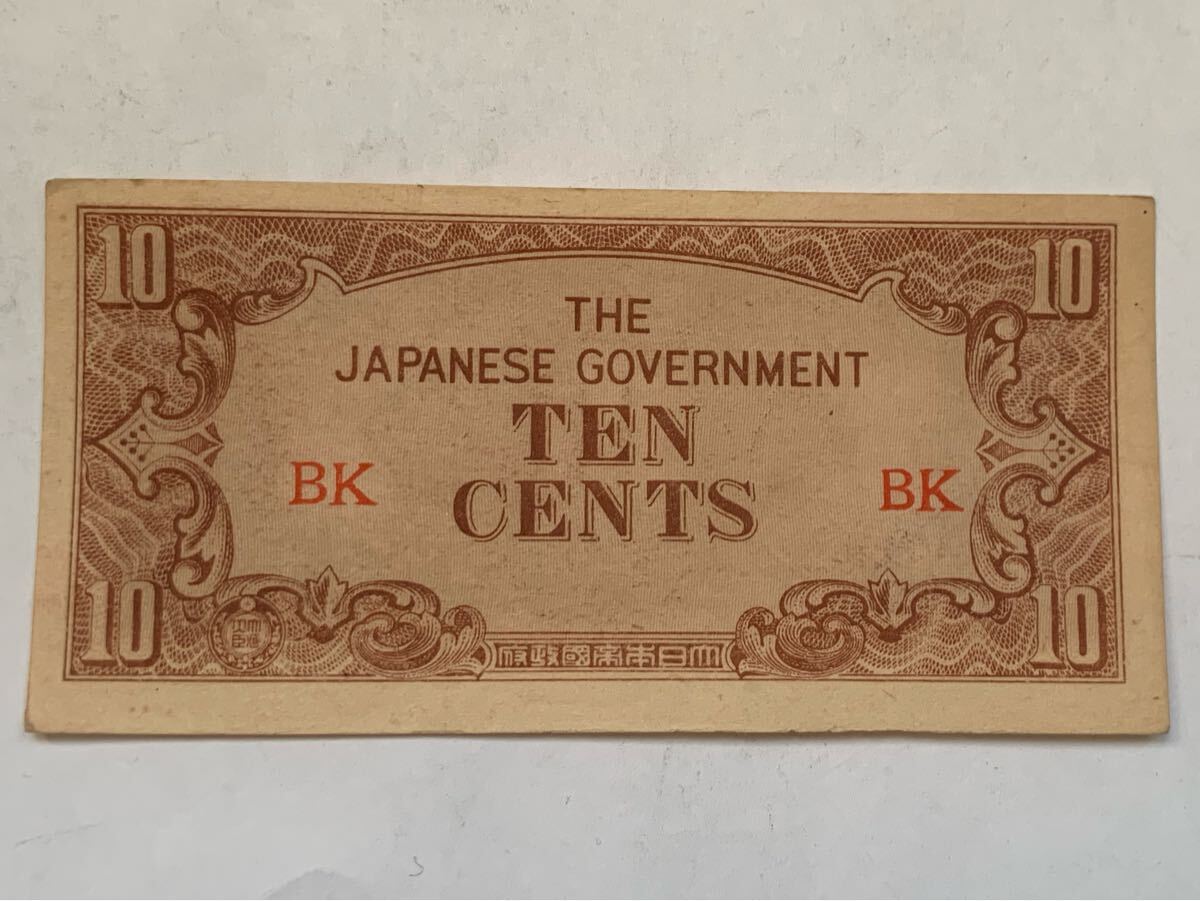 10 10
THE
JAPANESE GOVERNMENT
TEN
BK BK
CENTS
10 10
府政國帝本日大